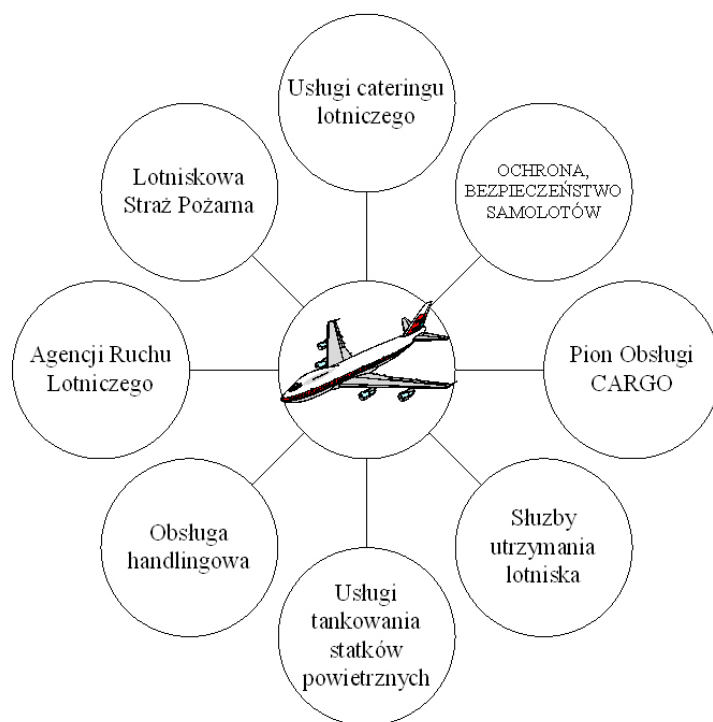 Usługi cateringu
lotniczego
OCHRONA,
BEZPIECZEŃSTWO
SAMOLOTÓW
Pion Obsługi
CARGO
Słuzby
utrzymania
lotniska
Usługi
tankowania
statków
powietrznych
Obsługa
handlingowa
Agencji Ruchu
Lotniczego
Lotniskowa
Straż Pożarna